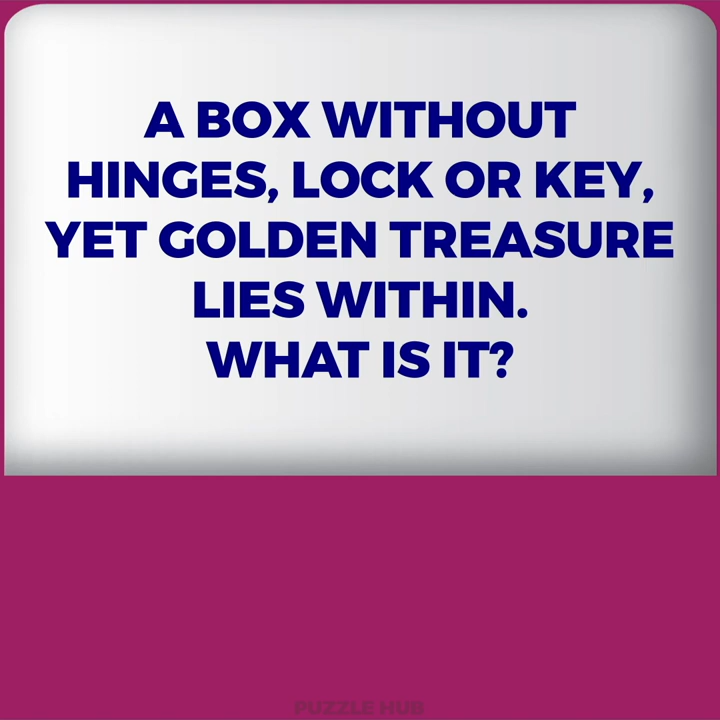 A BOX WITHOUT
HINGES, LOCK OR KEY,
YET GOLDEN TREASURE
LIES WITHIN.
WHAT IS IT?
PUZZLE HUB